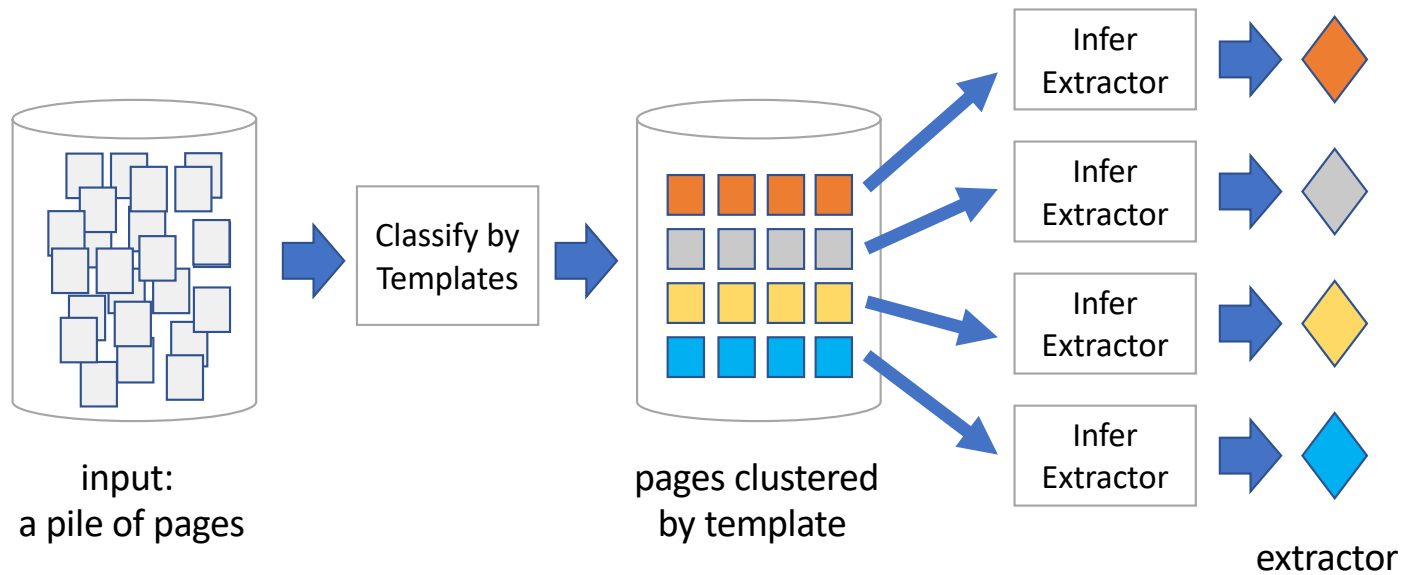 input:
a pile of pages
Classify by
Templates
pages clustered
by template
Infer
Extractor
Infer
Extractor
Infer
Extractor
Infer
Extractor
extractor